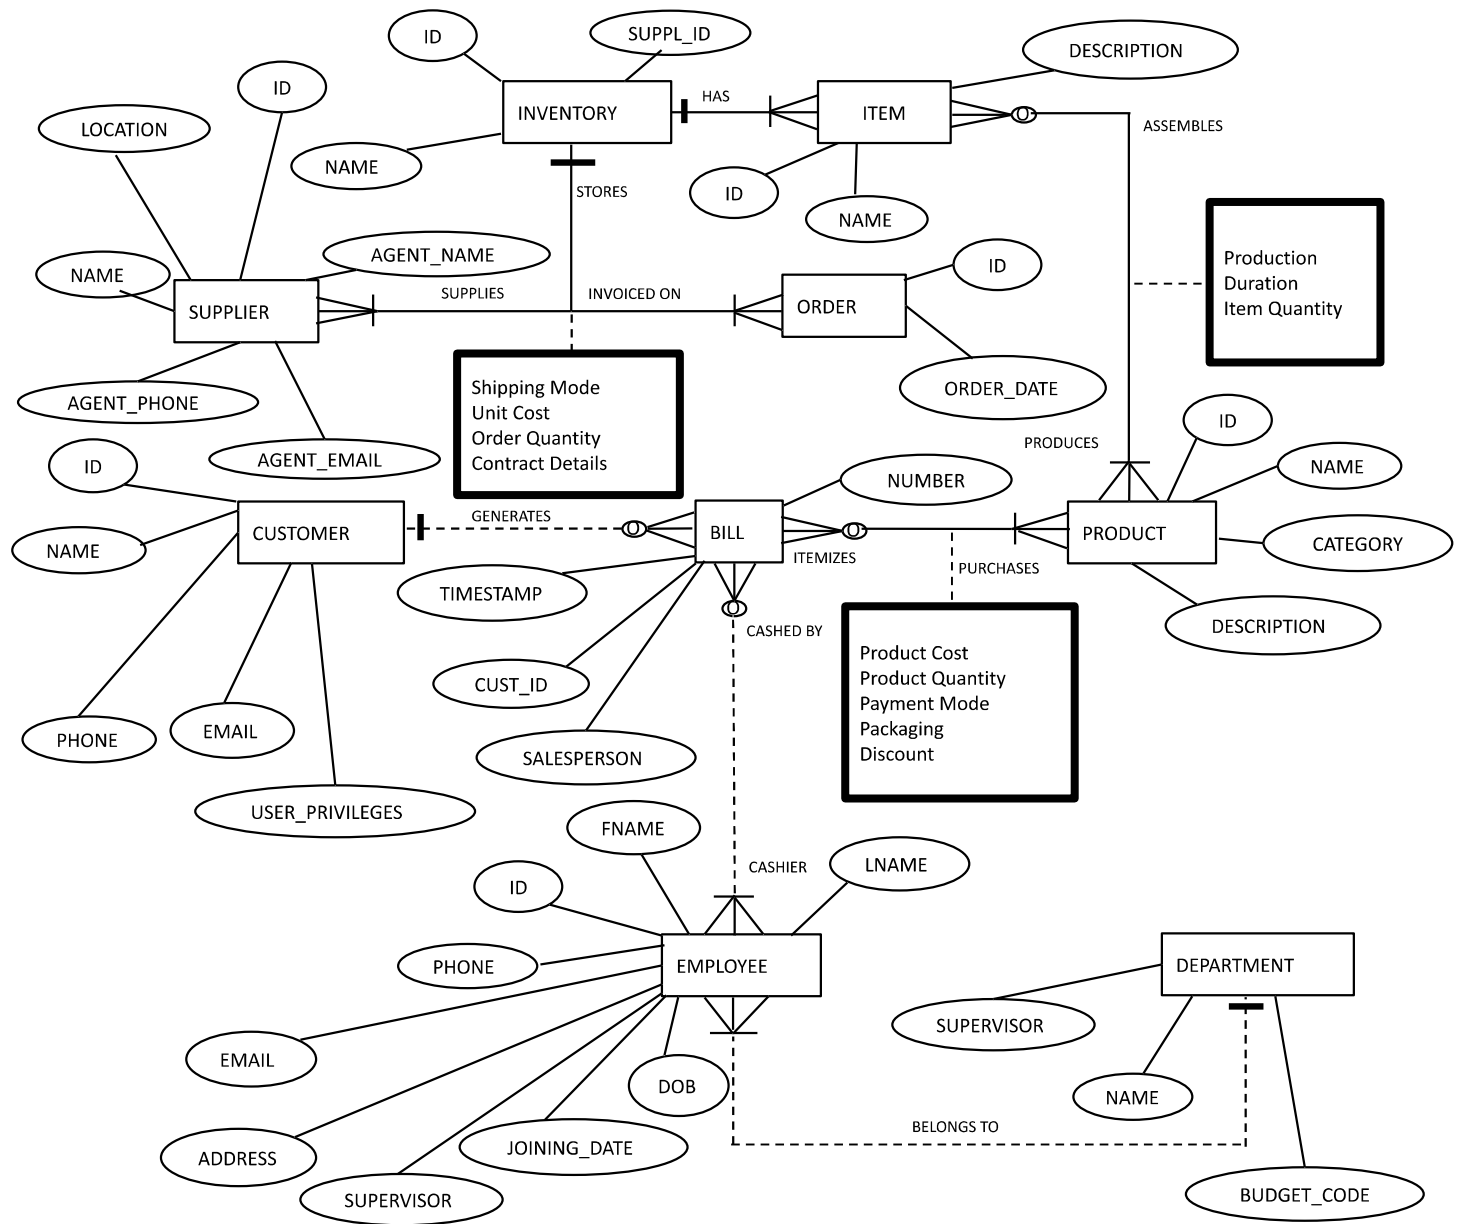 ID
SUPPL_ID
DESCRIPTION
ID
INVENTORY
HAS
ITEM
LOCATION
ASSEMBLES
NAME
STORES
ID
NAME
AGENT_NAME
NAME
ID
Production
Duration
Item Quantity
SUPPLIER
SUPPLIES
INVOICED ON
ORDER
AGENT_PHONE
ORDER_DATE
Shipping Mode
Unit Cost
Order Quantity
Contract Details
AGENT_EMAIL
ID
PRODUCES
ID
NAME
NUMBER
CUSTOMER
GENERATES
BILL
ITEMIZES
PRODUCT
CATEGORY
NAME
PURCHASES
TIMESTAMP
DESCRIPTION
CASHED BY
CUST_ID
Product Cost
Product Quantity
Payment Mode
Packaging
Discount
PHONE
EMAIL
SALESPERSON
USER_PRIVILEGES
FNAME
CASHIER
LNAME
ID
PHONE
EMPLOYEE
DEPARTMENT
SUPERVISOR
EMAIL
DOB
NAME
BELONGS TO
JOINING_DATE
ADDRESS
SUPERVISOR
BUDGET_CODE